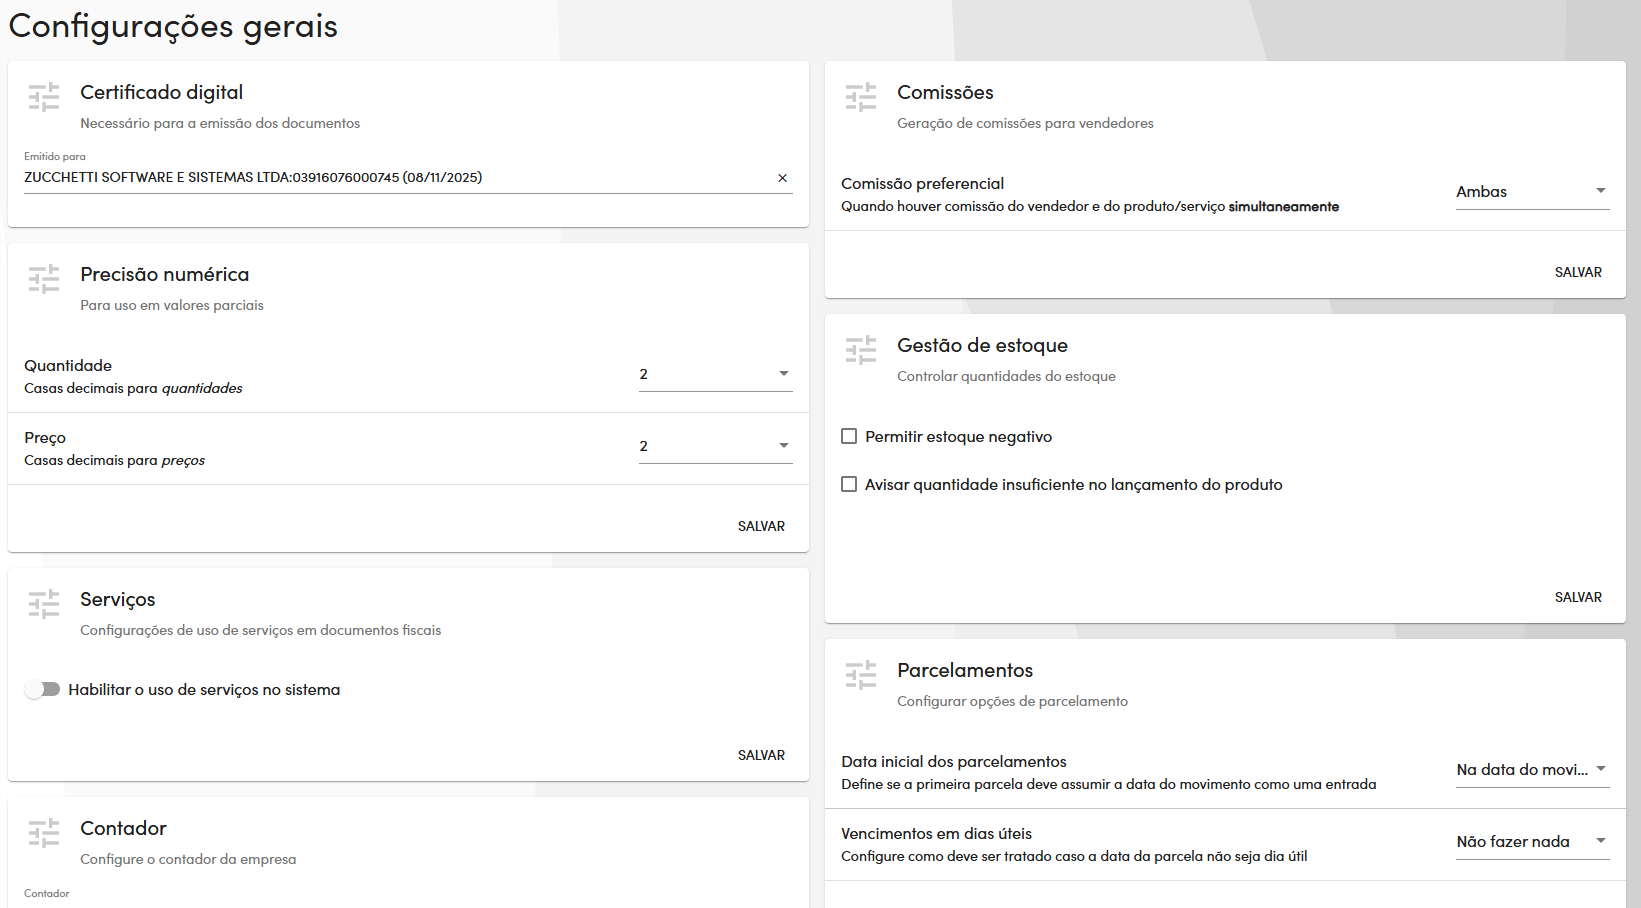 Configurações gerais
Certificado digital
Necessário para a emissão dos documentos
Emitido para
ZUCCHETTI SOFTWARE E SISTEMAS LTDA:03916076000745 (08/11/2025)
Precisão numérica
Para uso em valores parciais
Quantidade
Casas decimais para quantidades
2
Preço
Casas decimais para preços
2
SALVAR
Serviços
Configurações de uso de serviços em documentos fiscais
Habilitar o uso de serviços no sistema
SALVAR
Contador
Configure o contador da empresa
Contador
Comissões
Geração de comissões para vendedores
Comissão preferencial
Quando houver comissão do vendedor e do produto/serviço simultaneamente
Ambas
SALVAR
Gestão de estoque
Controlar quantidades do estoque
Permitir estoque negativo
Avisar quantidade insuficiente no lançamento do produto
SALVAR
Parcelamentos
Configurar opções de parcelamento
Data inicial dos parcelamentos
Define se a primeira parcela deve assumir a data do movimento como uma entrada
Na data do movi...
Vencimentos em dias úteis
Configure como deve ser tratado caso a data da parcela não seja dia útil
Não fazer nada